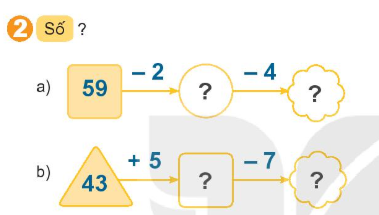 2 Số ?
a) 59 – 2 ? – 4 ?
b) 43 + 5 ? – 7 ?